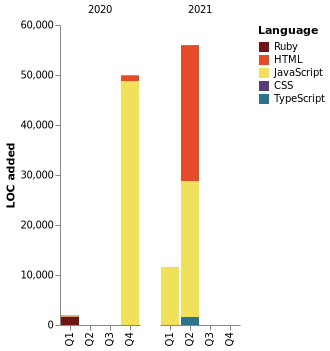 2020
2021
LOC added
60,000
50,000
40,000
30,000
20,000
10,000
0
Q1
Q2
Q3
Q4
Q1
Q2
Q3
Q4
Language
Ruby
HTML
JavaScript
CSS
TypeScript